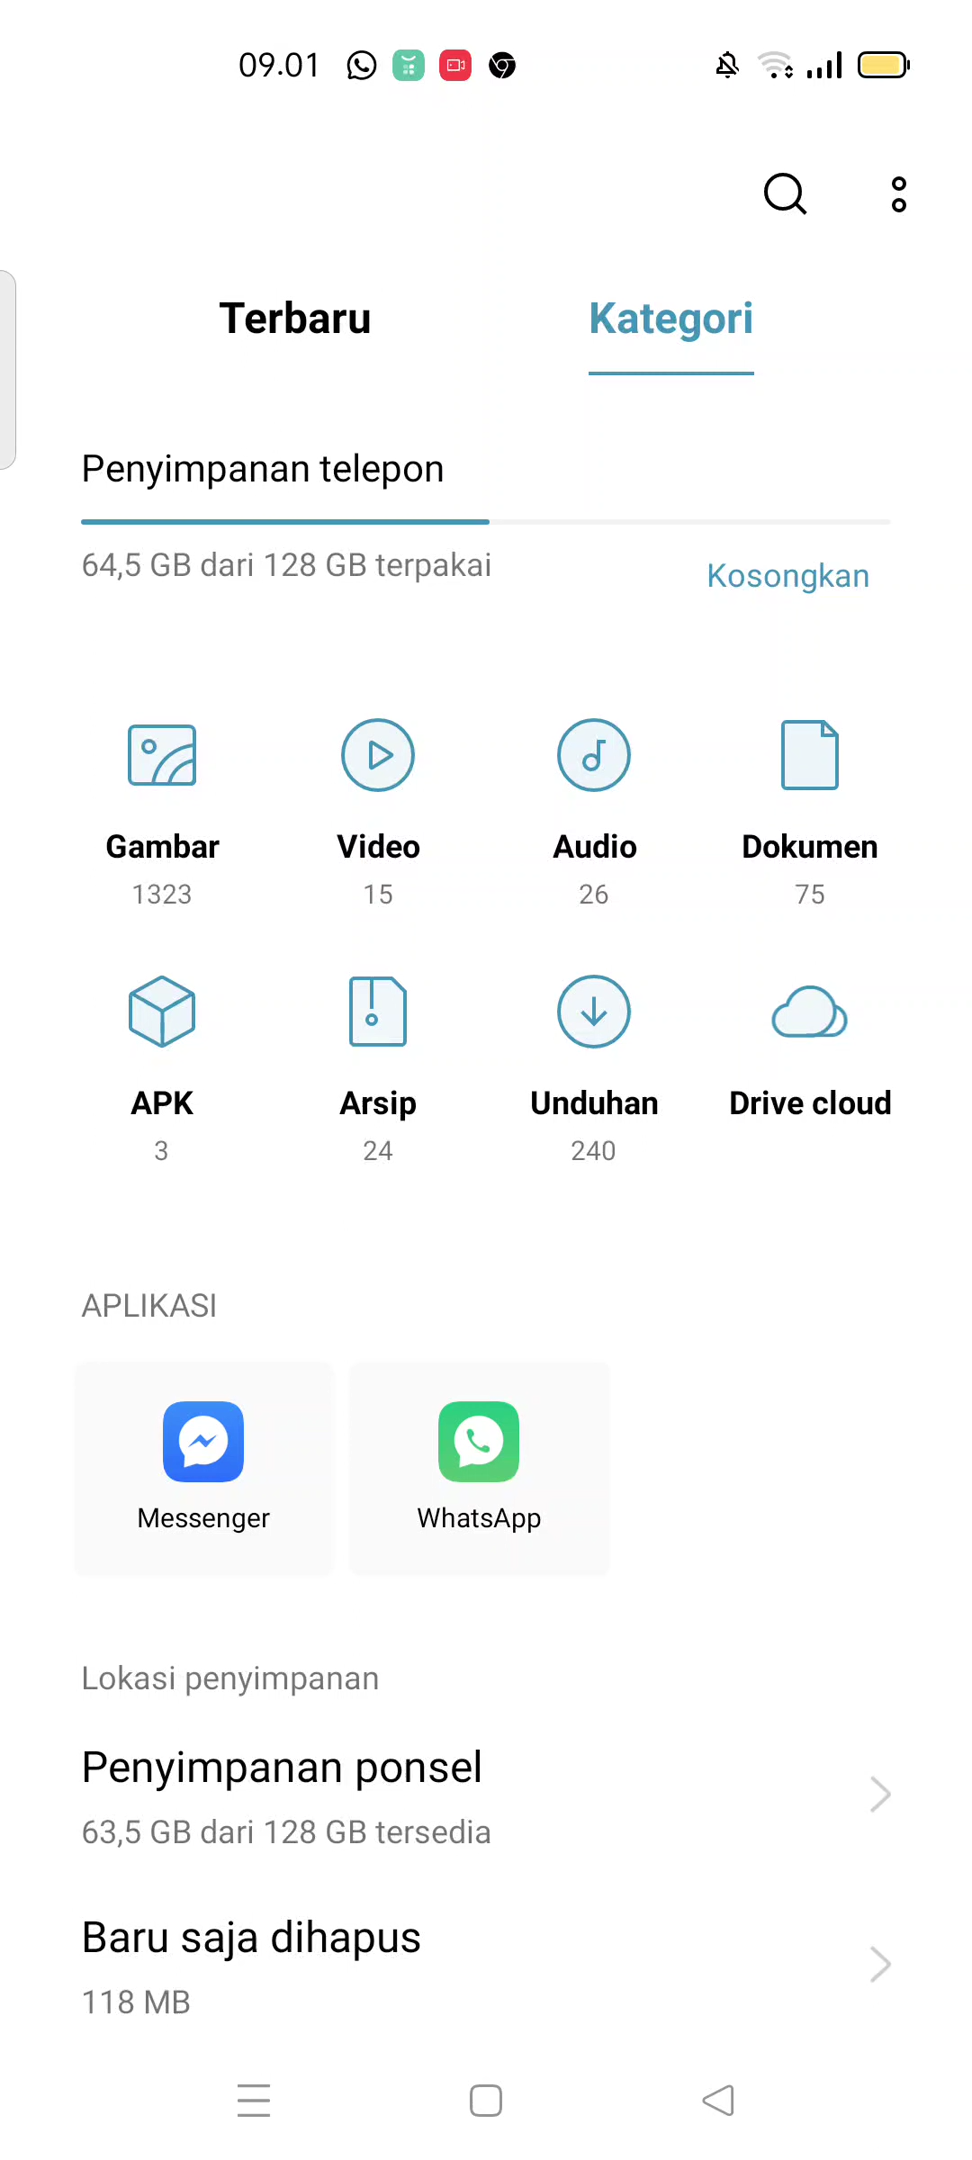 09.01
Terbaru
Kategori
Penyimpanan telepon
64,5 GB dari 128 GB terpakai
Kosongkan
Gambar
Video
Audio
Dokumen
1323
15
26
75
APK
Arsip
Unduhan
Drive cloud
3
24
240
APLIKASI
Messenger
WhatsApp
Lokasi penyimpanan
Penyimpanan ponsel
63,5 GB dari 128 GB tersedia
Baru saja dihapus
118 MB